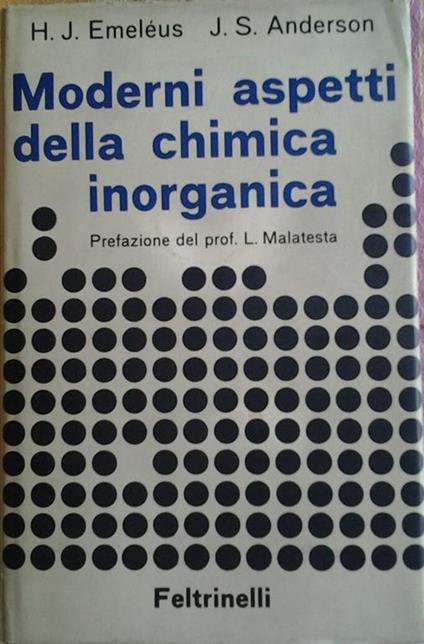 H. J. Emeléus   J. S. Anderson
Moderni aspetti
della chimica
inorganica
Prefazione del prof. L. Malatesta
Feltrinelli